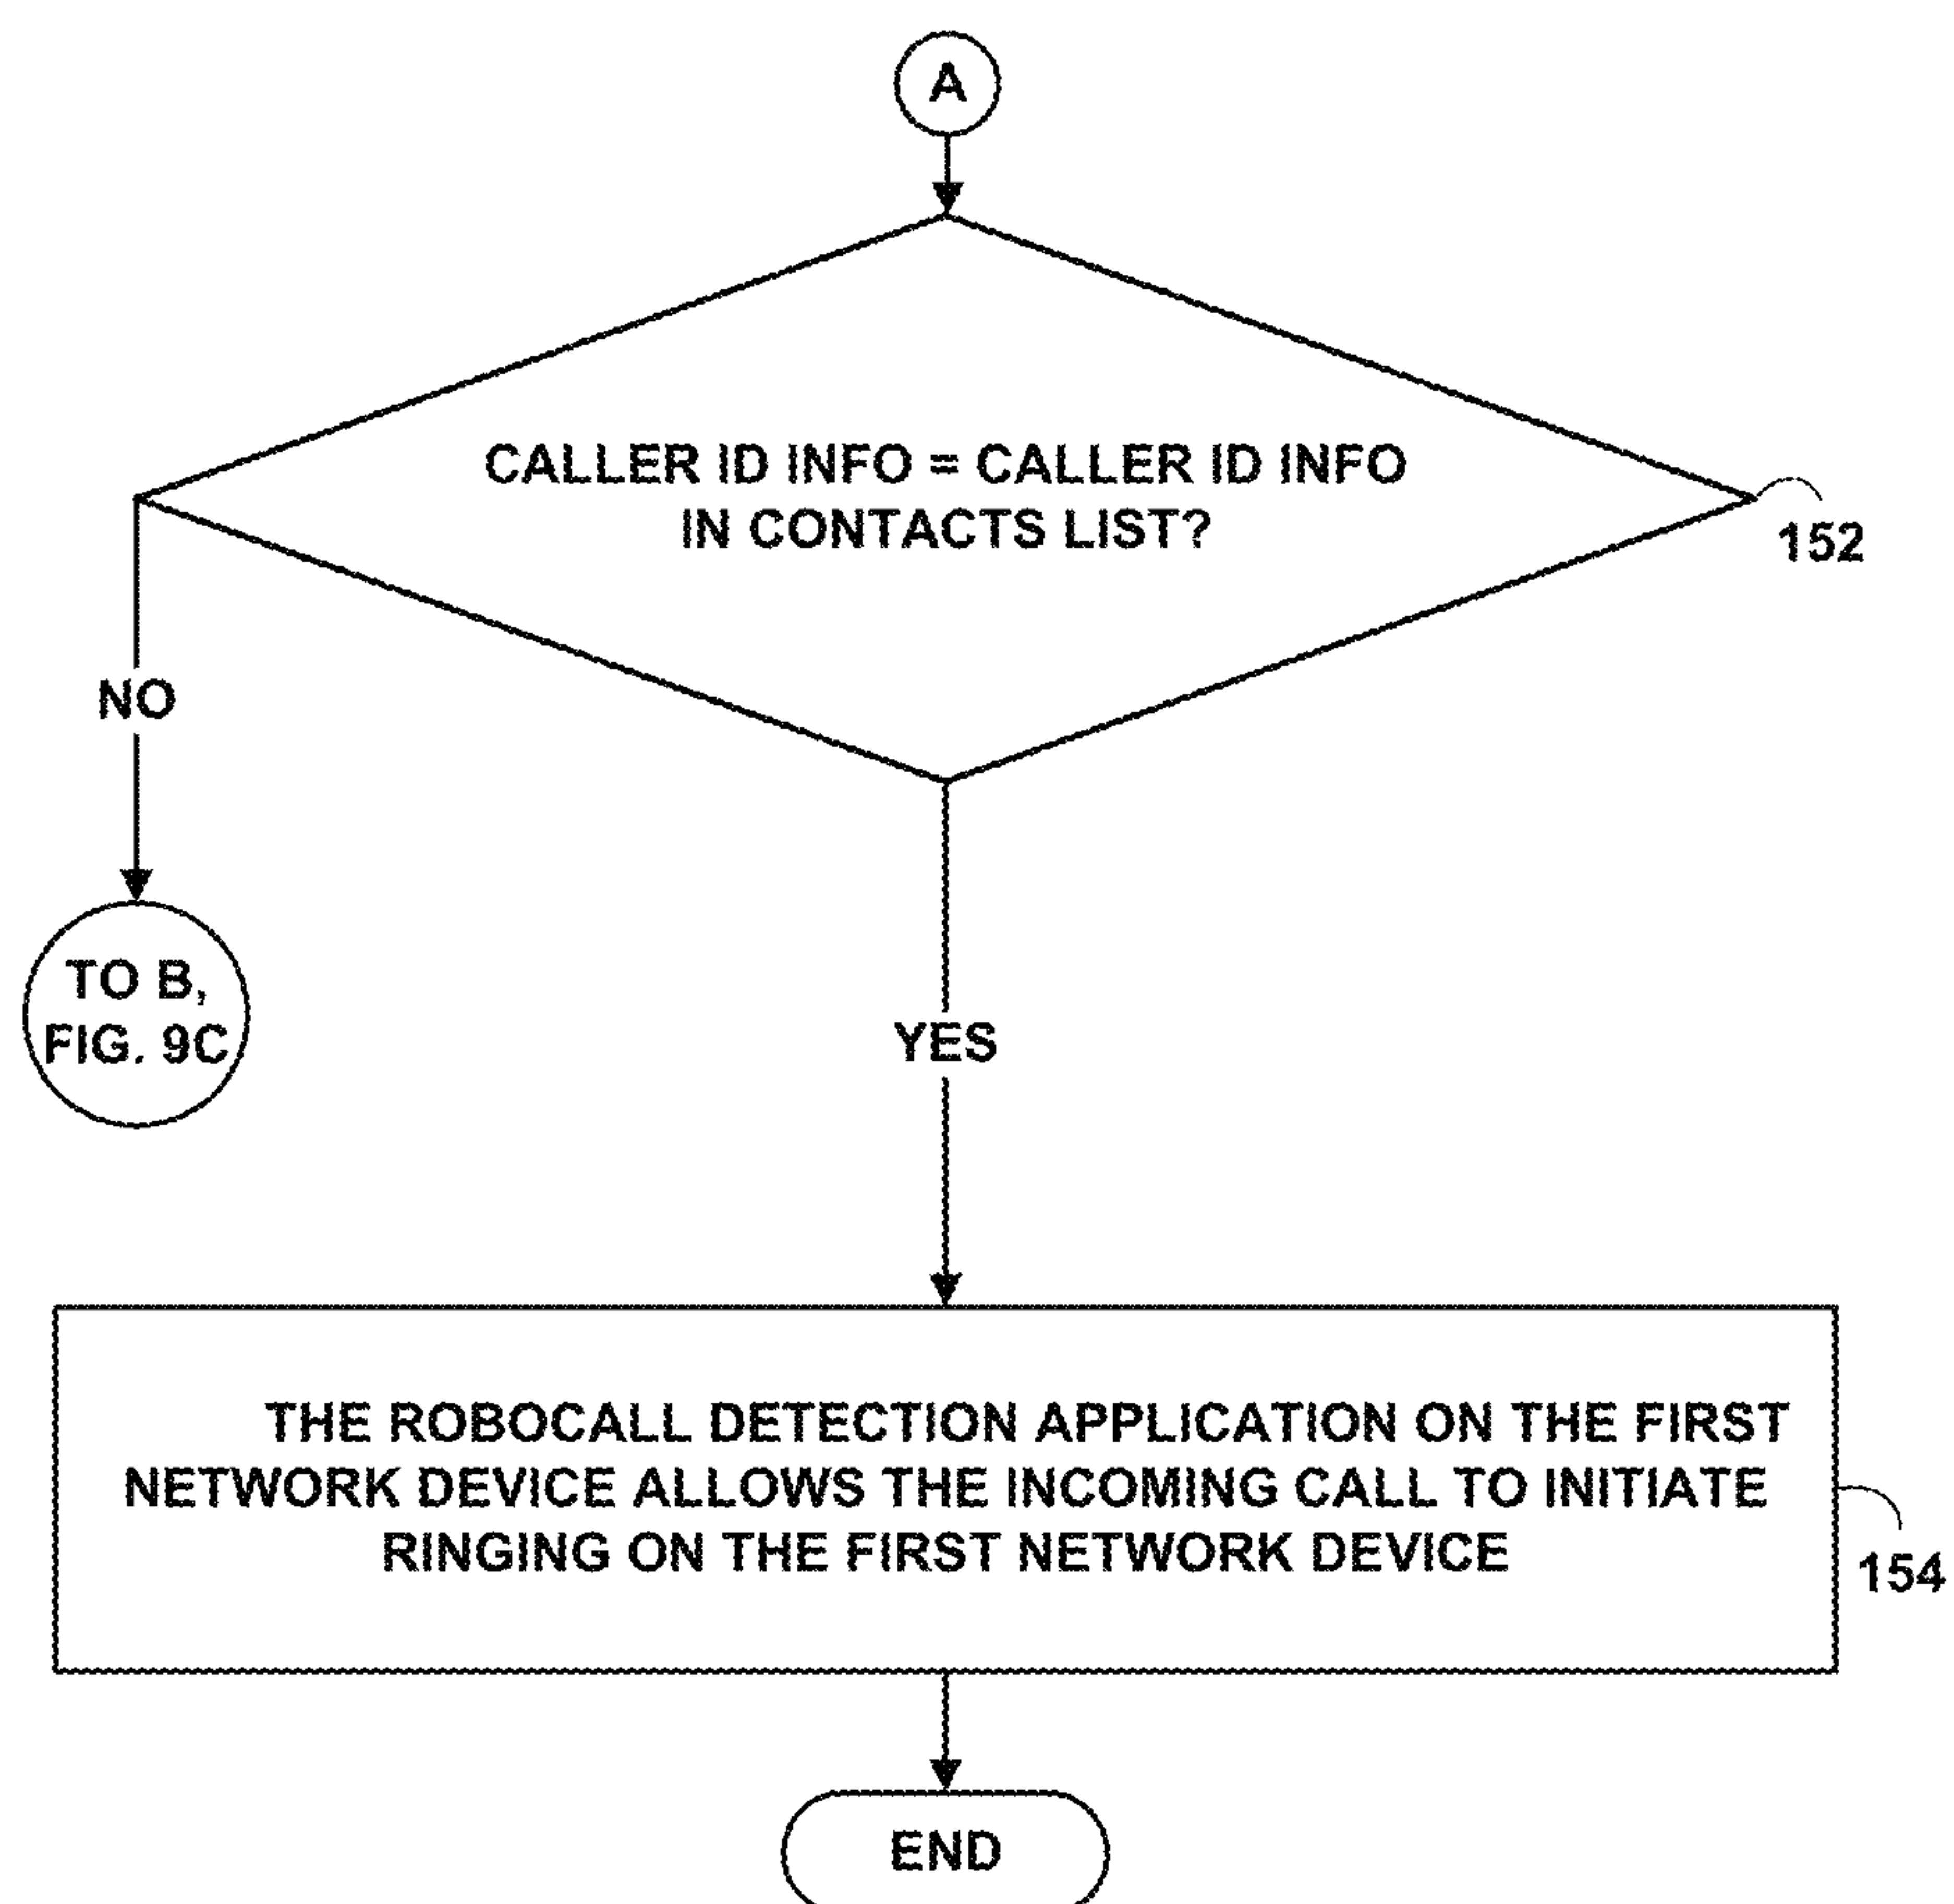 A
CALLER ID INFO = CALLER ID INFO
IN CONTACTS LIST?
152
NO
TO B,
FIG. 9C
YES
THE ROBOCALL DETECTION APPLICATION ON THE FIRST
NETWORK DEVICE ALLOWS THE INCOMING CALL TO INITIATE
RINGING ON THE FIRST NETWORK DEVICE
154
END